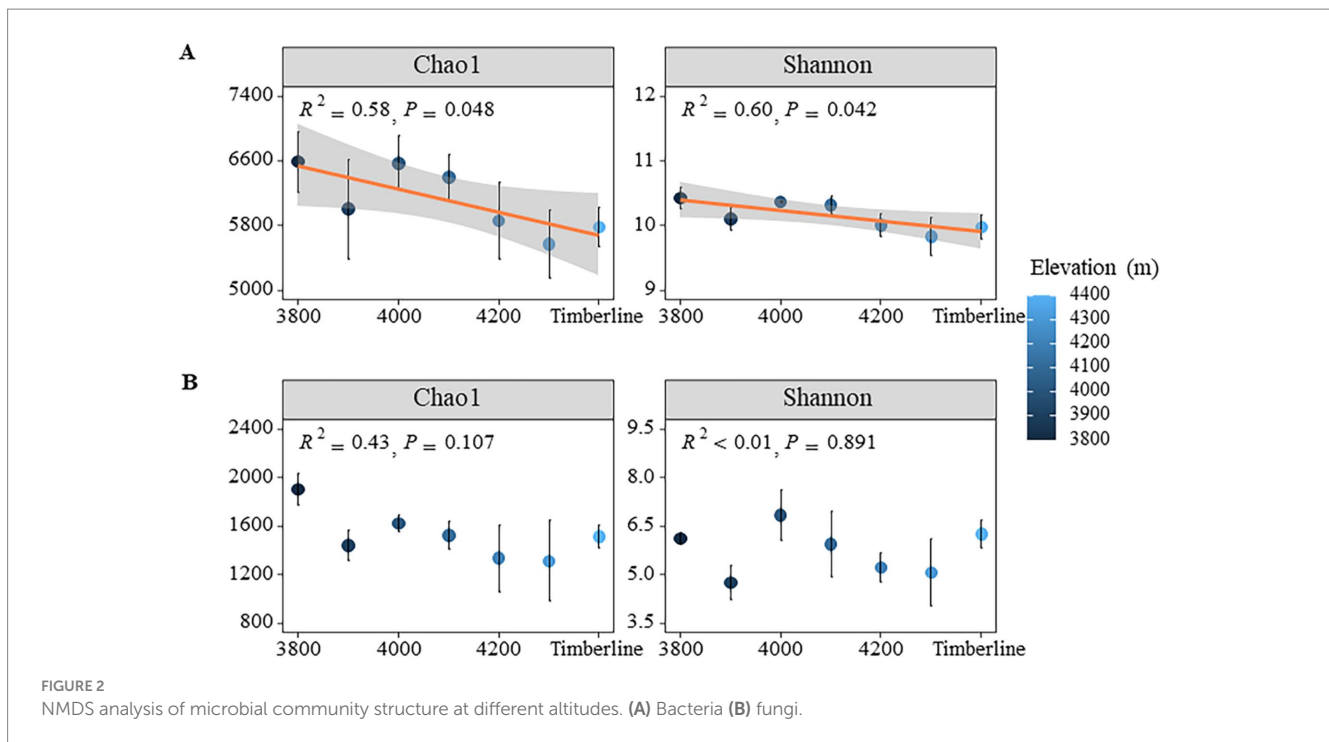 A
Chao1
Shannon
R² = 0.58, P = 0.048
R² = 0.60, P = 0.042
7400
6600
5800
5000
12
11
10
9
3800
4000
4200
Timberline
3800
4000
4200
Timberline
Elevation (m)
4400
4300
4200
4100
4000
3900
3800
B
Chao1
Shannon
R² = 0.43, P = 0.107
R² < 0.01, P = 0.891
2400
2000
1600
1200
800
9.5
8.0
6.5
5.0
3.5
3800
4000
4200
Timberline
3800
4000
4200
Timberline
FIGURE 2
NMDS analysis of microbial community structure at different altitudes. (A) Bacteria (B) fungi.